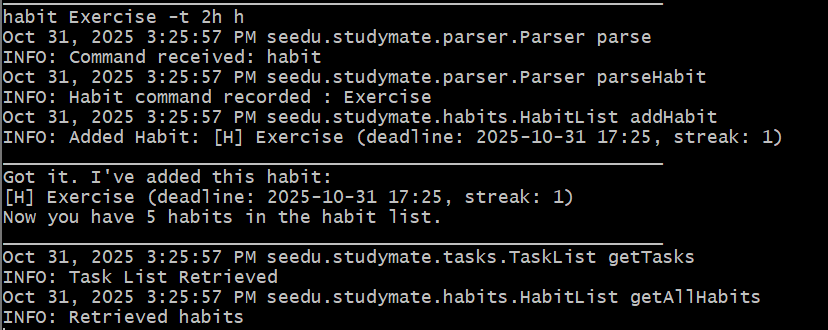 habit Exercise -t 2h h
Oct 31, 2025 3:25:57 PM seedu.studymate.parser.Parser parse
INFO: Command received: habit
Oct 31, 2025 3:25:57 PM seedu.studymate.parser.Parser parseHabit
INFO: Habit command recorded : Exercise
Oct 31, 2025 3:25:57 PM seedu.studymate.habits.HabitList addHabit
INFO: Added Habit: [H] Exercise (deadline: 2025-10-31 17:25, streak: 1)
Got it. I've added this habit:
[H] Exercise (deadline: 2025-10-31 17:25, streak: 1)
Now you have 5 habits in the habit list.
Oct 31, 2025 3:25:57 PM seedu.studymate.tasks.TaskList getTasks
INFO: Task List Retrieved
Oct 31, 2025 3:25:57 PM seedu.studymate.habits.HabitList getAllHabits
INFO: Retrieved habits